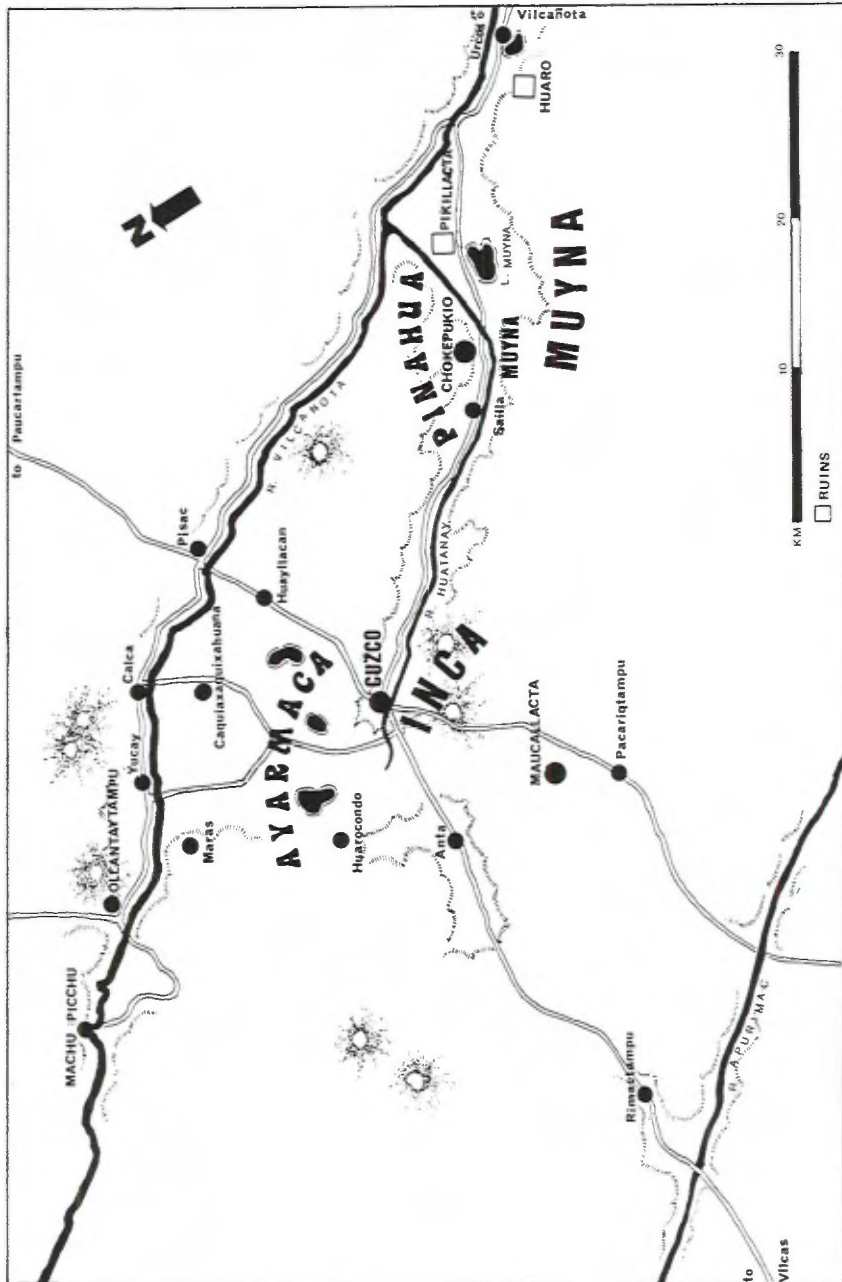 to Paucartampu
N
MACHU PICCHU
OLLANTAYTAMPU
Yucay
Calca
Pisac
Maras
Caquiaxaquixahuana
Huayllacan
R. VILCAÑOTA
AYARMACA
Huarocondo
Anta
CUZCO
INCA
R. HUATANAY
PINAHUA
CHOKEPUKIO
Sailla
MUYNA
MUYNA
L. MUYNA
PIKILLACTA
HUARO
Urcos
to
Vilcañota
MAUCALLACTA
Pacariqtampu
Rimactampu
R. APURIMAC
to
Vilcas
KM
10
20
30
RUINS